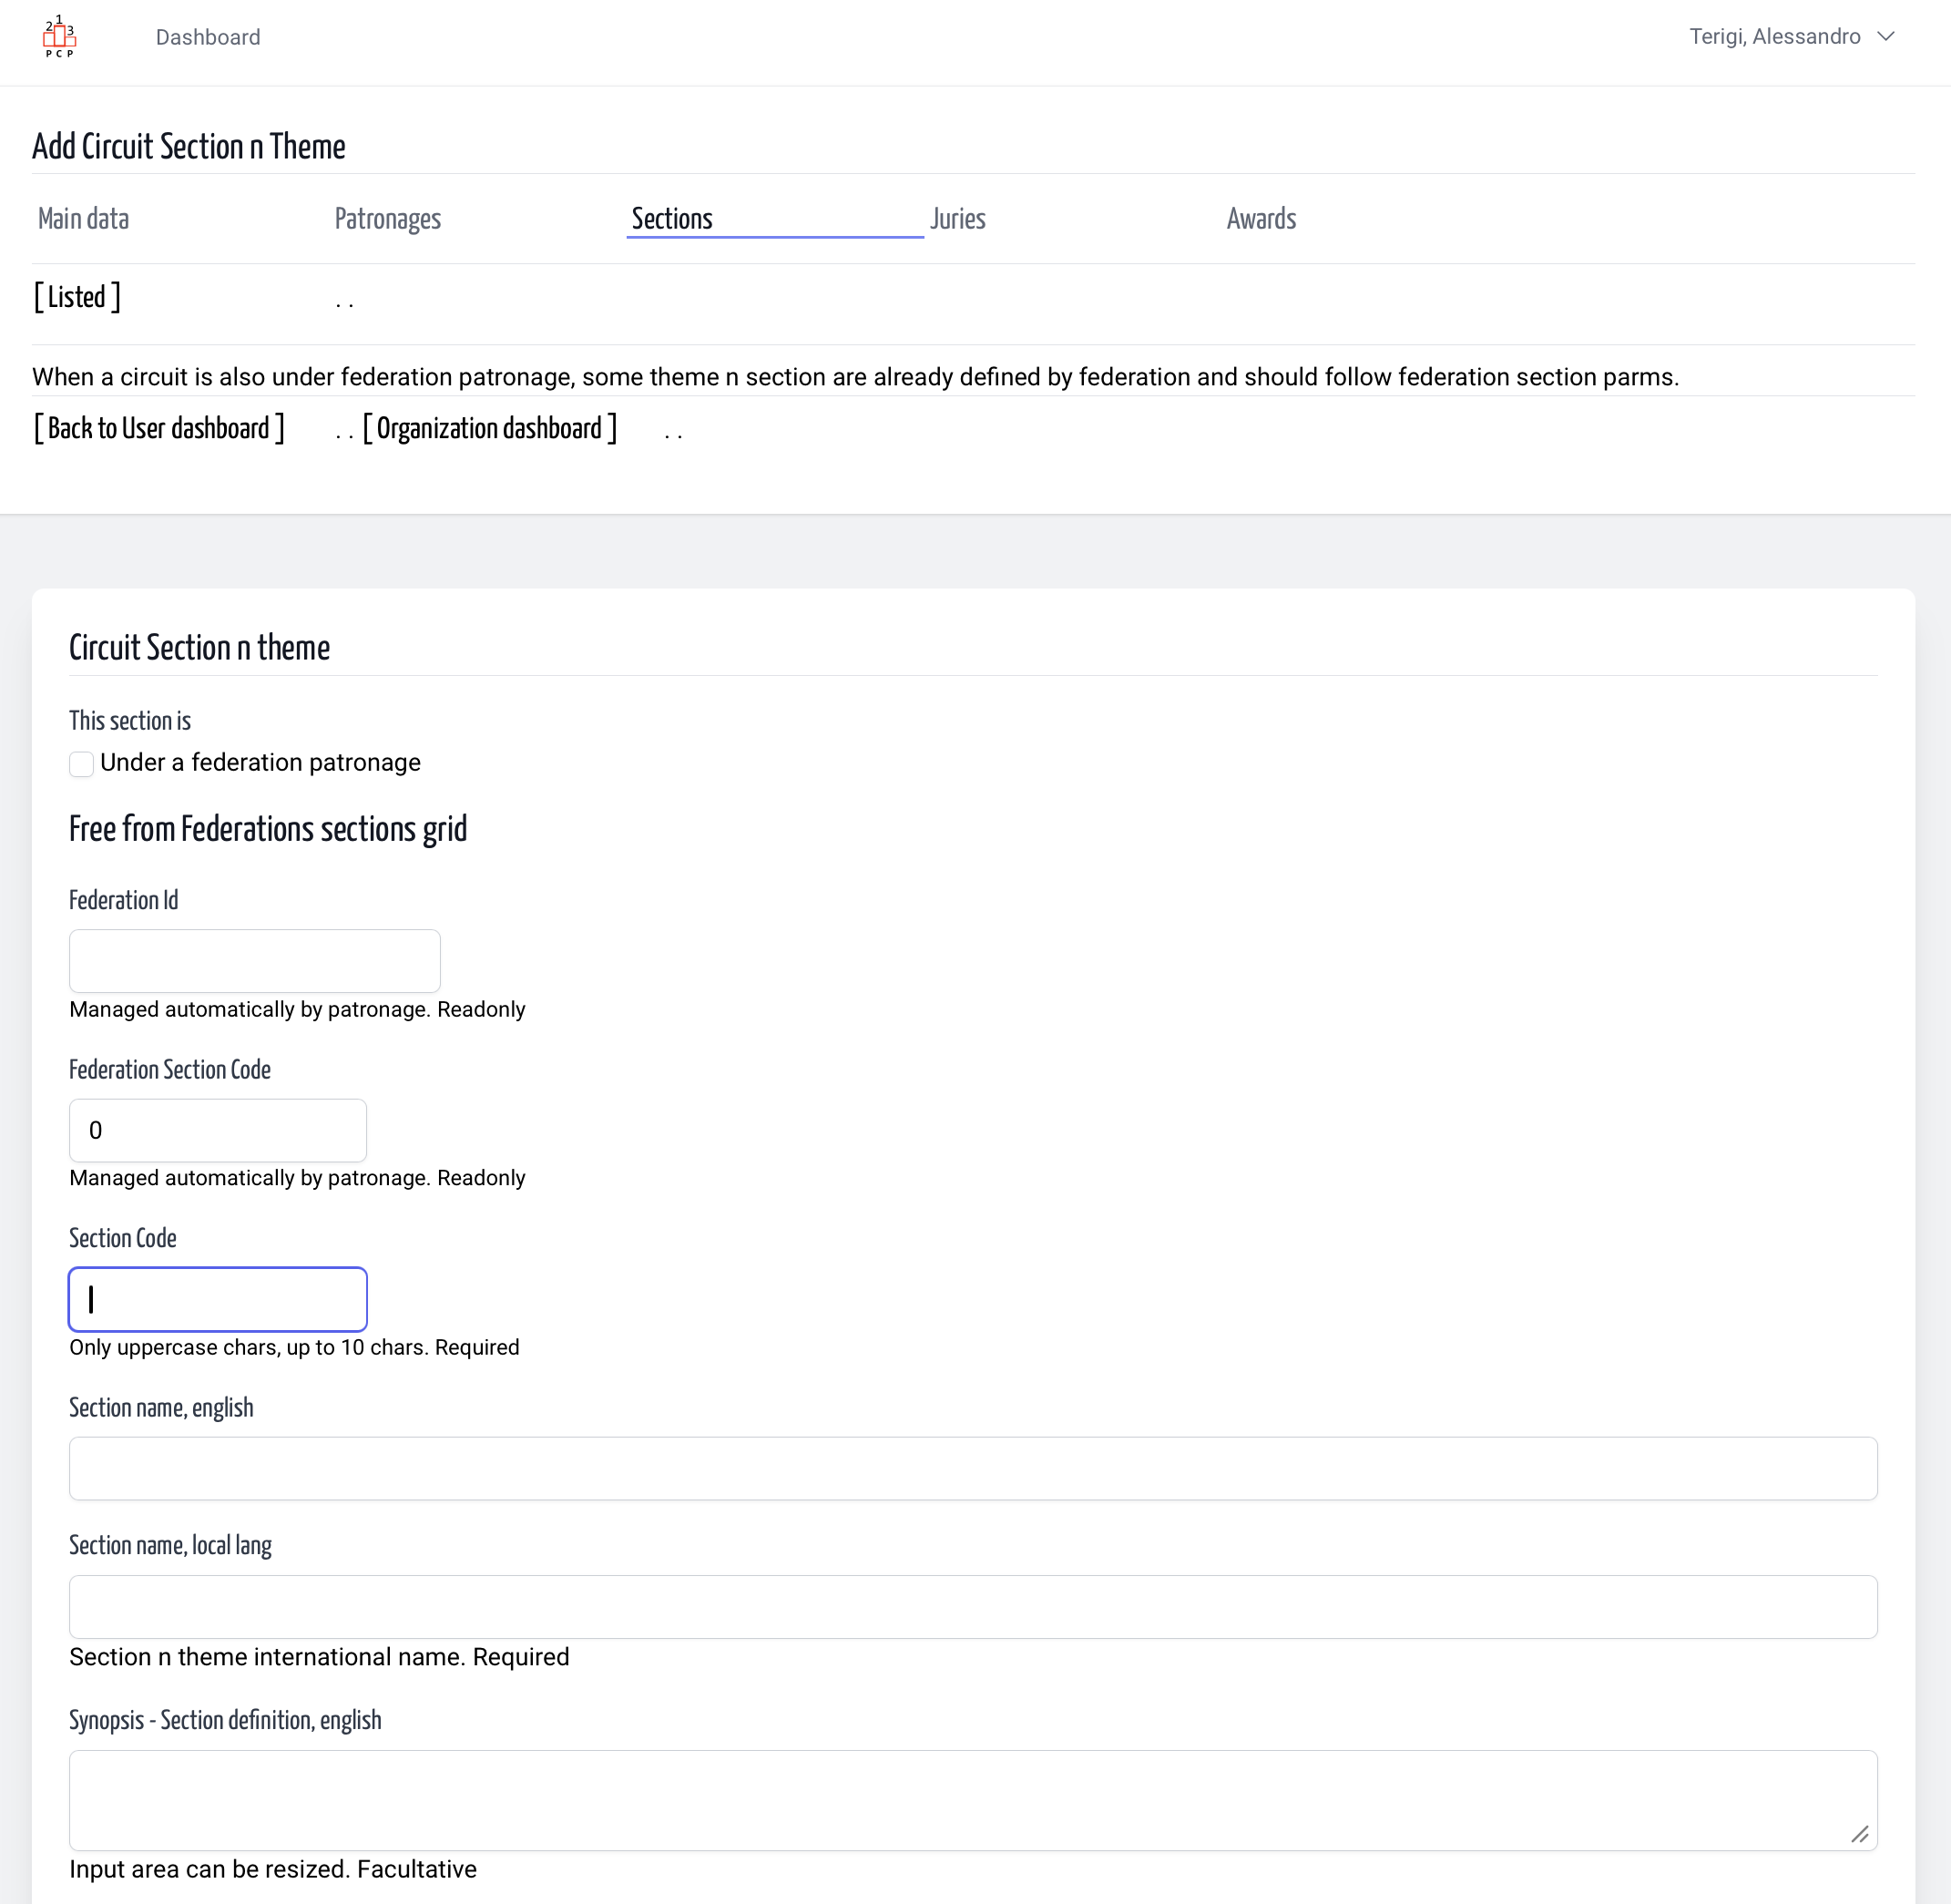 2 1 3
P C P
Dashboard
Terigi, Alessandro
Add Circuit Section n Theme
Main data
Patronages
Sections
Juries
Awards
[ Listed ] . .
When a circuit is also under federation patronage, some theme n section are already defined by federation and should follow federation section parms.
[ Back to User dashboard ] . . [ Organization dashboard ] . .
Circuit Section n theme
This section is
Under a federation patronage
Free from Federations sections grid
Federation Id
Managed automatically by patronage. Readonly
Federation Section Code
0
Managed automatically by patronage. Readonly
Section Code
Only uppercase chars, up to 10 chars. Required
Section name, english
Section name, local lang
Section n theme international name. Required
Synopsis - Section definition, english
Input area can be resized. Facultative